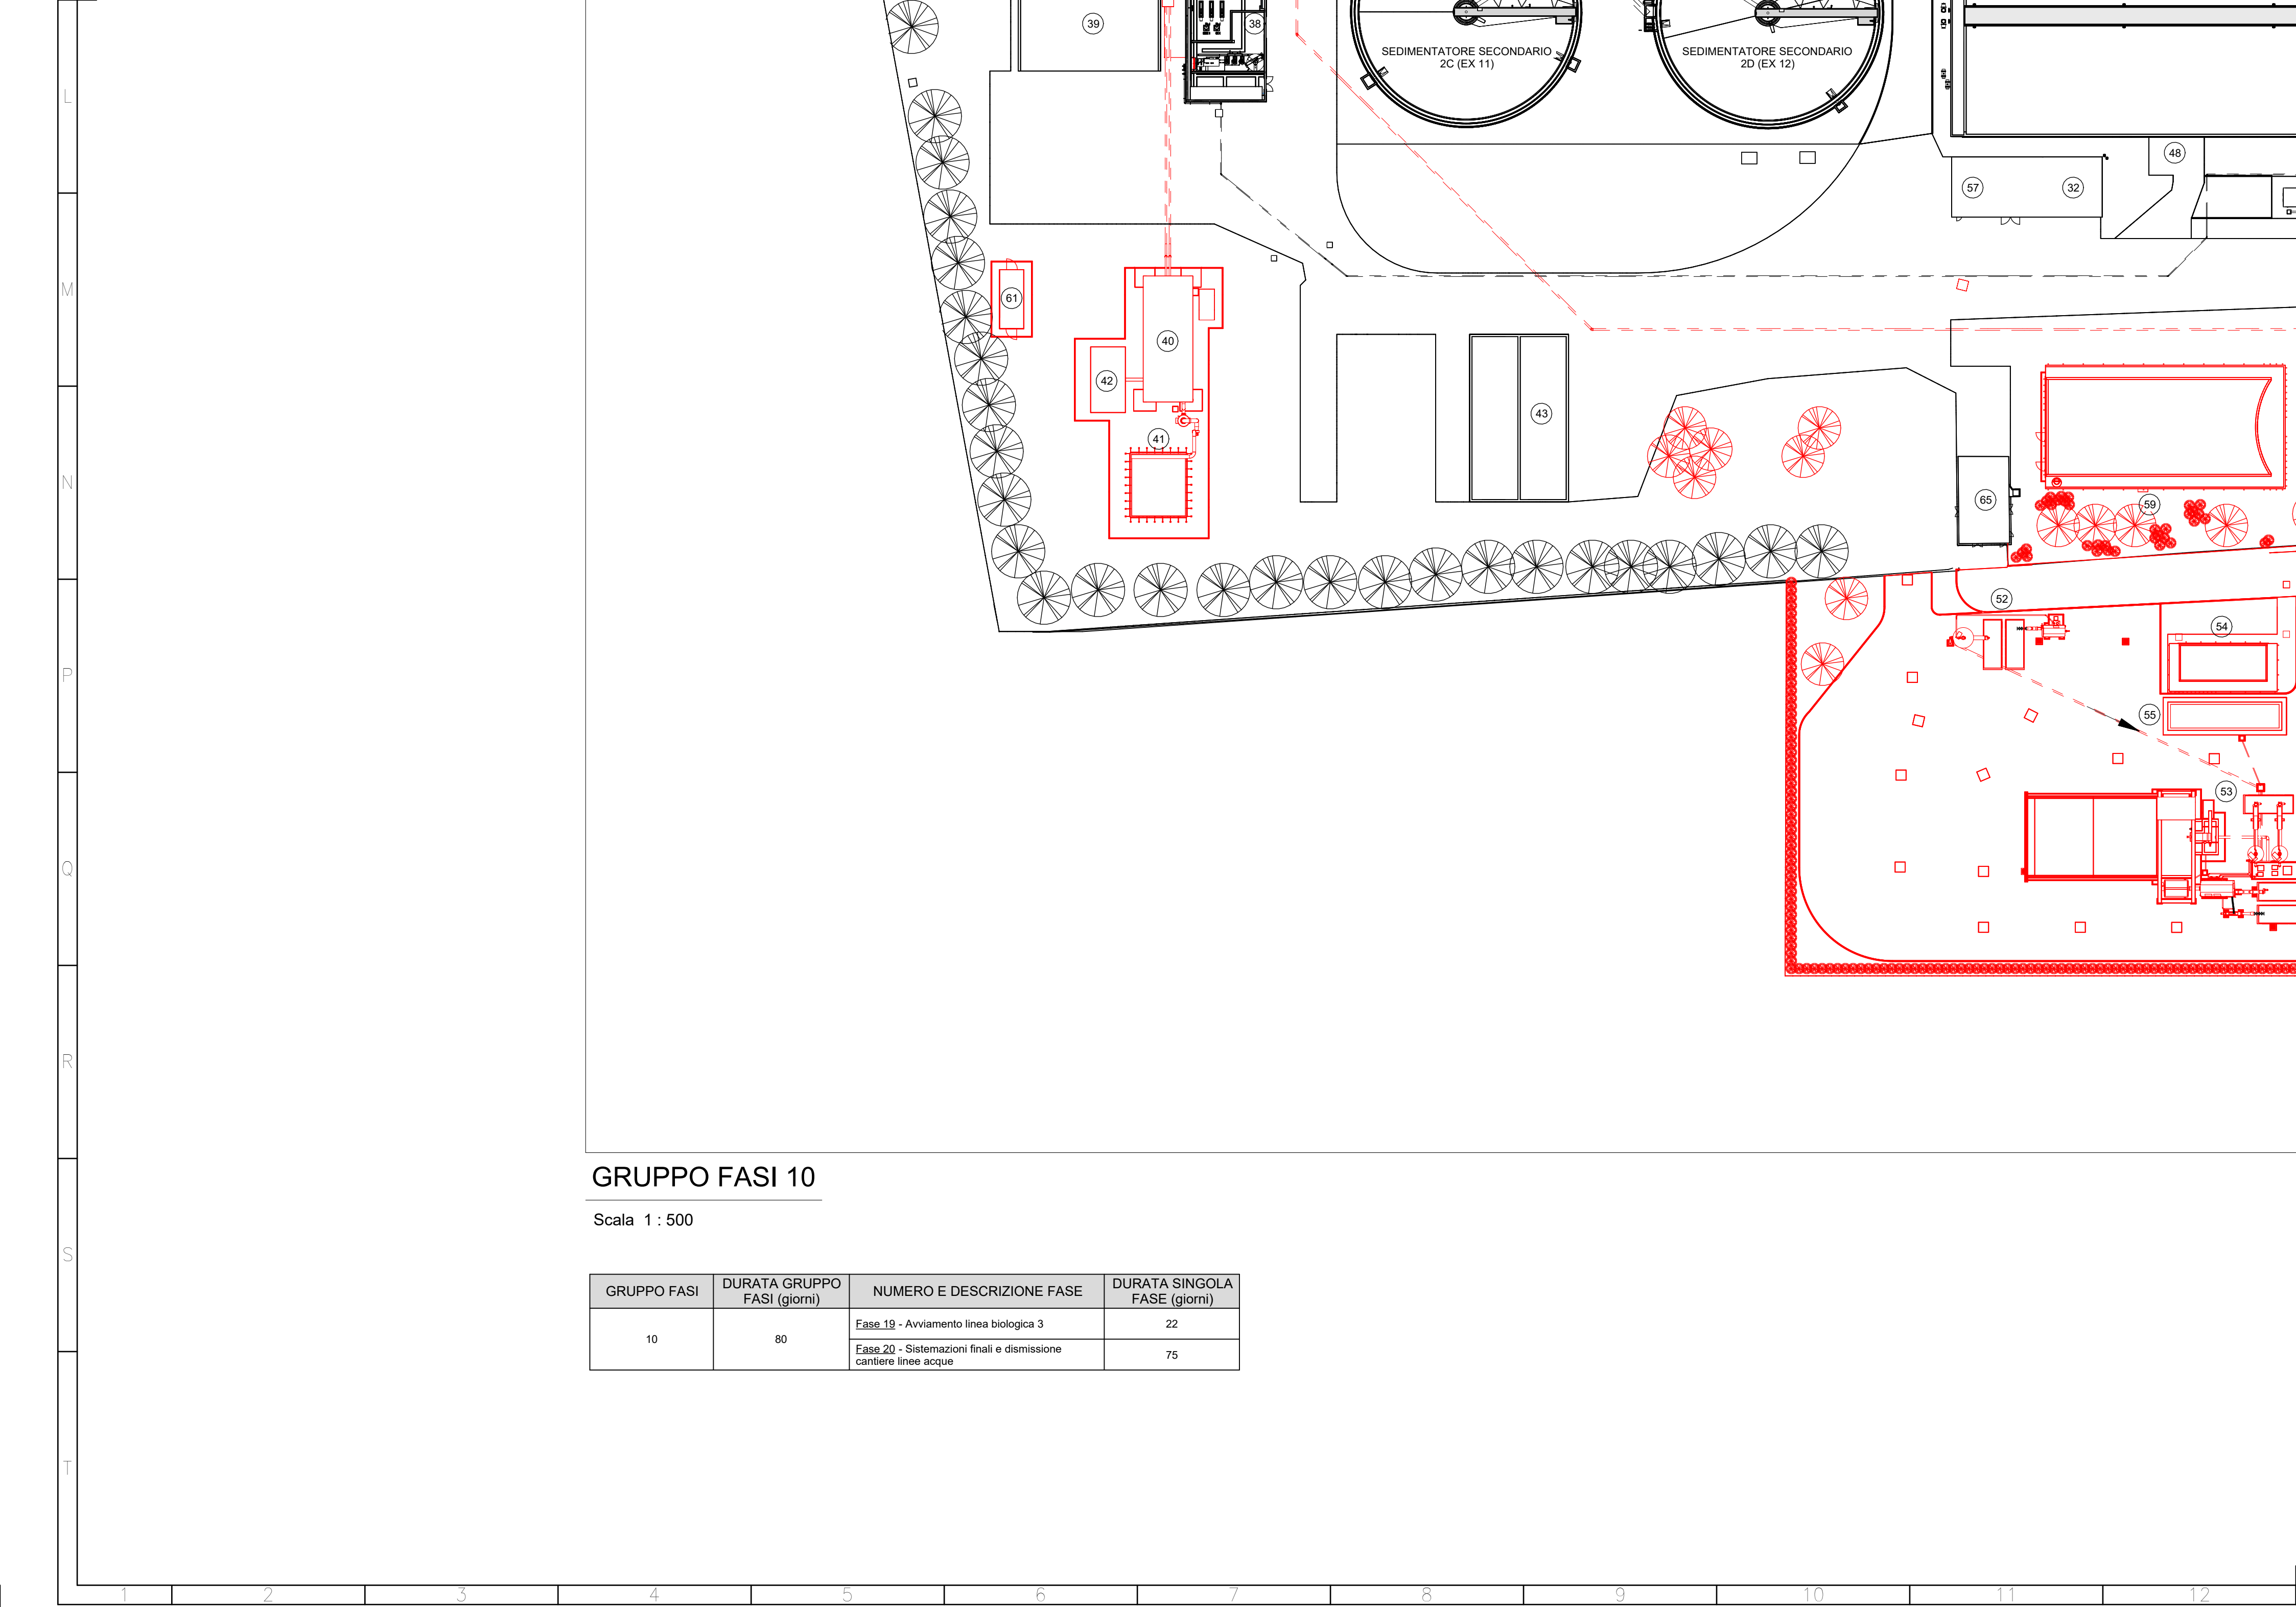 39
38
SEDIMENTATORE SECONDARIO
2C (EX 11)
SEDIMENTATORE SECONDARIO
2D (EX 12)
L
48
57
32
M
61
40
42
43
41
N
65
59
52
54
P
55
53
Q
R
GRUPPO FASI 10
Scala 1 : 500
S
GRUPPO FASI
DURATA GRUPPO
FASI (giorni)
NUMERO E DESCRIZIONE FASE
DURATA SINGOLA
FASE (giorni)
10
80
Fase 19 - Avviamento linea biologica 3
22
Fase 20 - Sistemazioni finali e dismissione
cantiere linee acque
75
T
1 2 3 4 5 6 7 8 9 10 11 12